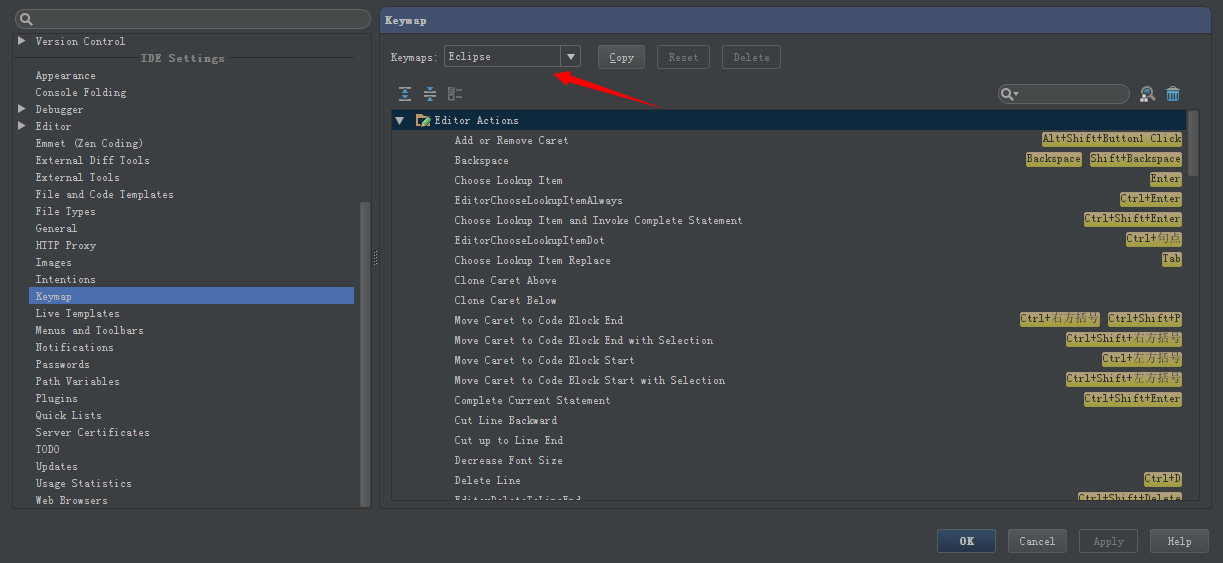 Version Control
IDE Settings
Appearance
Console Folding
Debugger
Editor
Emmet (Zen Coding)
External Diff Tools
External Tools
File and Code Templates
File Types
General
HTTP Proxy
Images
Intentions
Keymap
Live Templates
Menus and Toolbars
Notifications
Passwords
Path Variables
Plugins
Quick Lists
Server Certificates
TODO
Updates
Usage Statistics
Web Browsers
Keymap
Keymaps: Eclipse Copy Reset Delete
Editor Actions
Add or Remove Caret Alt+Shift+Button1 Click
Backspace Backspace Shift+Backspace
Choose Lookup Item Enter
EditorChooseLookupItemAlways Ctrl+Enter
Choose Lookup Item and Invoke Complete Statement Ctrl+Shift+Enter
EditorChooseLookupItemDot Ctrl+句点
Choose Lookup Item Replace Tab
Clone Caret Above
Clone Caret Below
Move Caret to Code Block End Ctrl+右方括号 Ctrl+Shift+P
Move Caret to Code Block End with Selection Ctrl+Shift+右方括号
Move Caret to Code Block Start Ctrl+左方括号
Move Caret to Code Block Start with Selection Ctrl+Shift+左方括号
Complete Current Statement Ctrl+Shift+Enter
Cut Line Backward
Cut up to Line End
Decrease Font Size
Delete Line Ctrl+D
EditorDeleteToLineEnd Ctrl+Shift+Delete
OK Cancel Apply Help